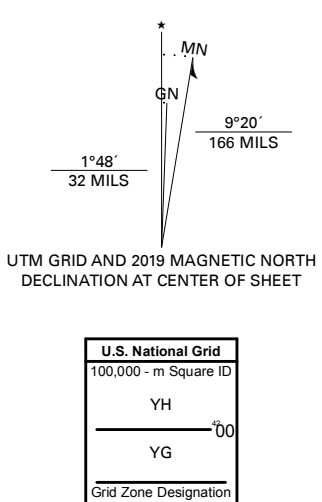 ★
MN
GN
9°20´
166 MILS
1°48´
32 MILS
UTM GRID AND 2019 MAGNETIC NORTH
DECLINATION AT CENTER OF SHEET
U.S. National Grid
100,000 - m Square ID
YH
⁴²00
YG
Grid Zone Designation